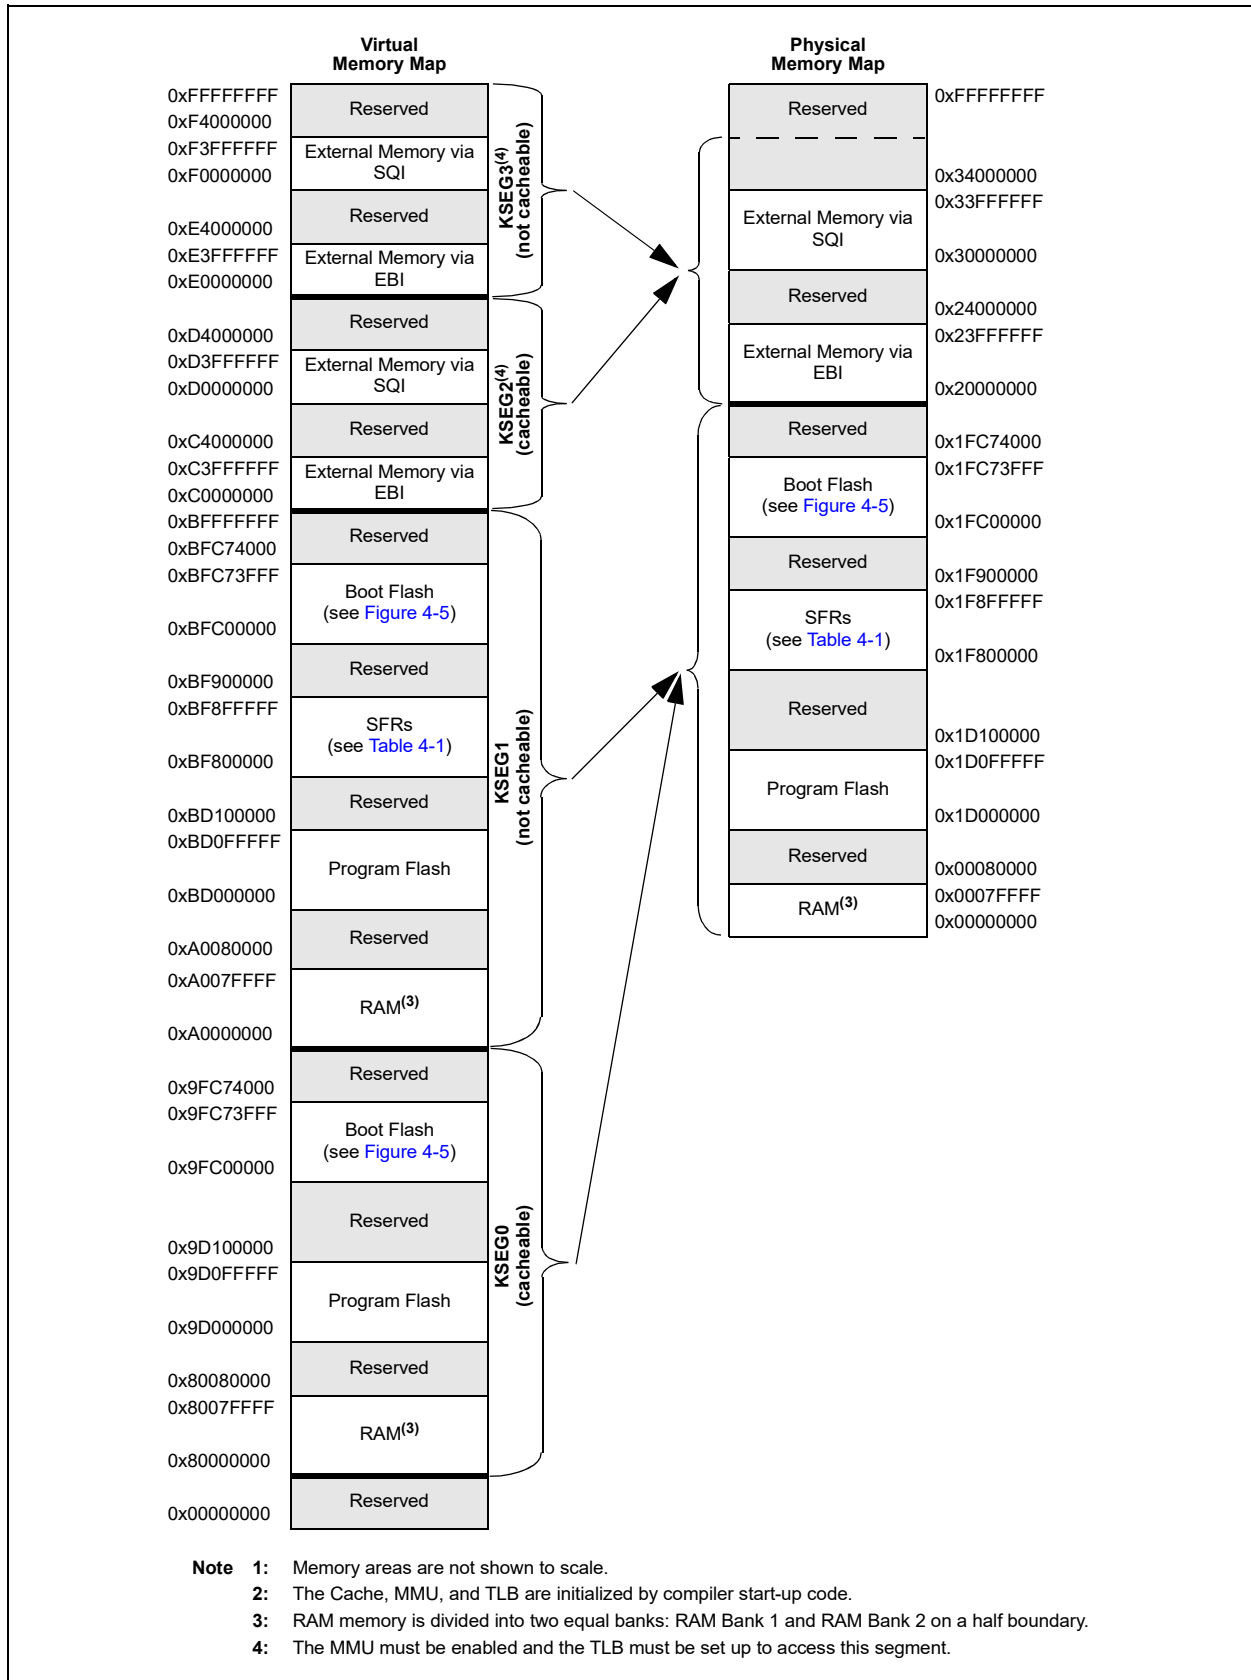 Virtual
Memory Map
Physical
Memory Map
0xFFFFFFFF
Reserved
0xF4000000
0xF3FFFFFF
External Memory via
SQI
0xF0000000
Reserved
0xE4000000
0xE3FFFFFF
External Memory via
EBI
0xE0000000
KSEG3(4)
(not cacheable)
Reserved
0xD4000000
0xD3FFFFFF
External Memory via
SQI
0xD0000000
Reserved
0xC4000000
0xC3FFFFFF
External Memory via
EBI
0xC0000000
KSEG2(4)
(cacheable)
0xBFFFFFFF
Reserved
0xBFC74000
0xBFC73FFF
Boot Flash
(see Figure 4-5)
0xBFC00000
Reserved
0xBF900000
0xBF8FFFFF
SFRs
(see Table 4-1)
0xBF800000
Reserved
0xBD100000
0xBD0FFFFF
Program Flash
0xBD000000
Reserved
0xA0080000
0xA007FFFF
RAM(3)
0xA0000000
KSEG1
(not cacheable)
Reserved
0x9FC74000
0x9FC73FFF
Boot Flash
(see Figure 4-5)
0x9FC00000
Reserved
0x9D100000
0x9D0FFFFF
Program Flash
0x9D000000
Reserved
0x80080000
0x8007FFFF
RAM(3)
0x80000000
KSEG0
(cacheable)
Reserved
0x00000000
Reserved
0xFFFFFFFF
0x34000000
0x33FFFFFF
External Memory via
SQI
0x30000000
Reserved
0x24000000
0x23FFFFFF
External Memory via
EBI
0x20000000
Reserved
0x1FC74000
0x1FC73FFF
Boot Flash
(see Figure 4-5)
0x1FC00000
Reserved
0x1F900000
0x1F8FFFFF
SFRs
(see Table 4-1)
0x1F800000
Reserved
0x1D100000
0x1D0FFFFF
Program Flash
0x1D000000
Reserved
0x00080000
0x0007FFFF
RAM(3)
0x00000000
Note 1: Memory areas are not shown to scale.
2: The Cache, MMU, and TLB are initialized by compiler start-up code.
3: RAM memory is divided into two equal banks: RAM Bank 1 and RAM Bank 2 on a half boundary.
4: The MMU must be enabled and the TLB must be set up to access this segment.